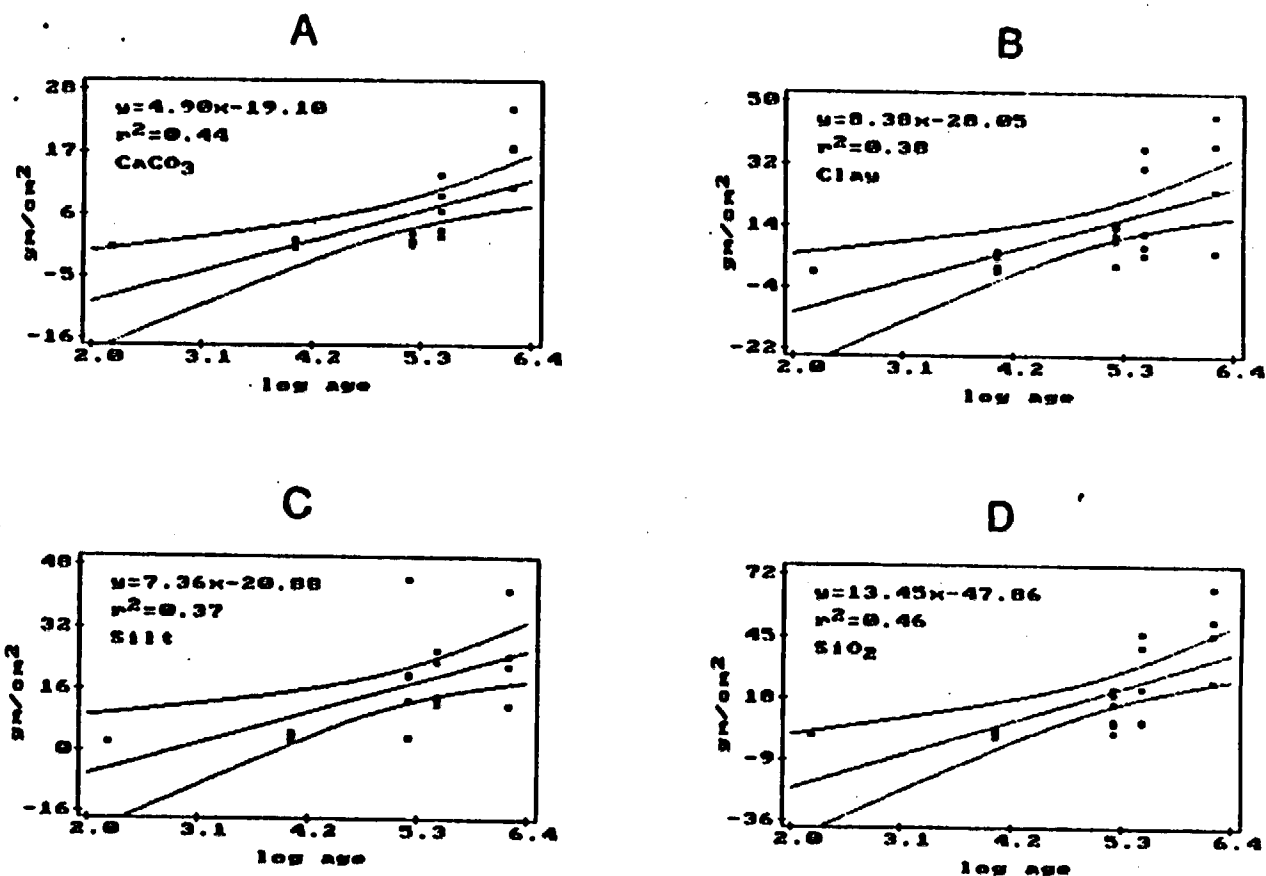 A
28
17
6
-5
-16
gm/cm2
y=4.90x-19.10
r2=0.44
CaCO3
2.0 3.1 4.2 5.3 6.4
log age
B
50
32
14
-4
-22
gm/cm2
y=8.38x-28.05
r2=0.38
Clay
2.0 3.1 4.2 5.3 6.4
log age
C
48
32
16
0
-16
gm/cm2
y=7.36x-20.88
r2=0.37
Silt
2.0 3.1 4.2 5.3 6.4
log age
D
72
45
18
-9
-36
gm/cm2
y=13.45x-47.86
r2=0.46
SiO2
2.0 3.1 4.2 5.3 6.4
log age